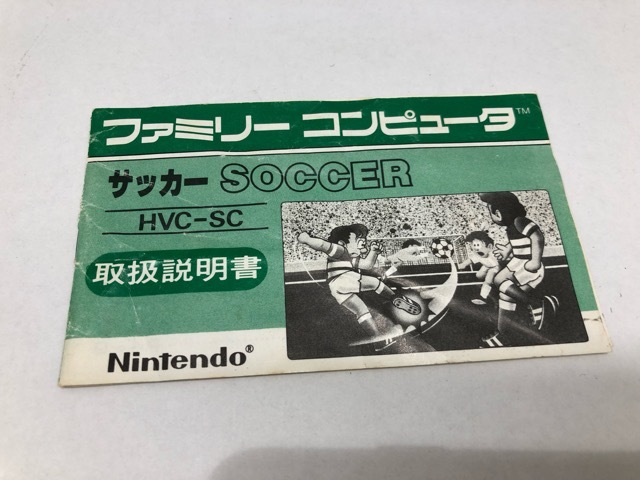 ファミリー コンピュータ™
サッカー SOCCER
HVC-SC
取扱説明書
Nintendo®